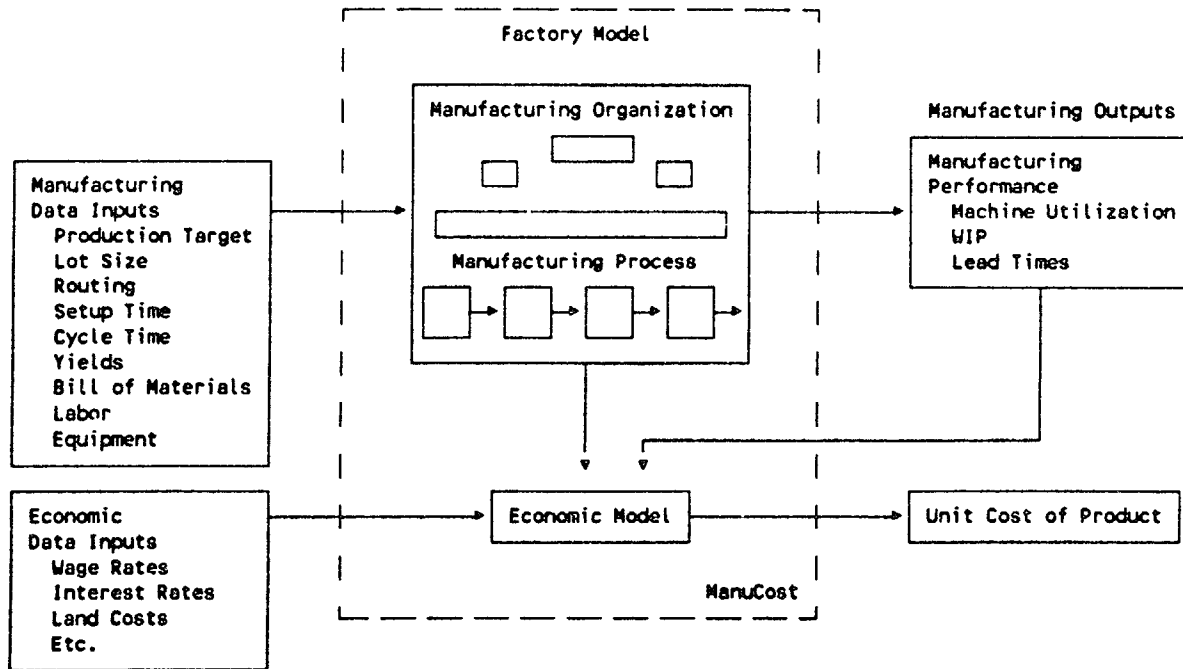 Factory Model
Manufacturing Organization
Manufacturing Process
Manufacturing Outputs
Manufacturing
Performance
Machine Utilization
WIP
Lead Times
Manufacturing
Data Inputs
Production Target
Lot Size
Routing
Setup Time
Cycle Time
Yields
Bill of Materials
Labor
Equipment
Economic
Data Inputs
Wage Rates
Interest Rates
Land Costs
Etc.
Economic Model
Unit Cost of Product
ManuCost